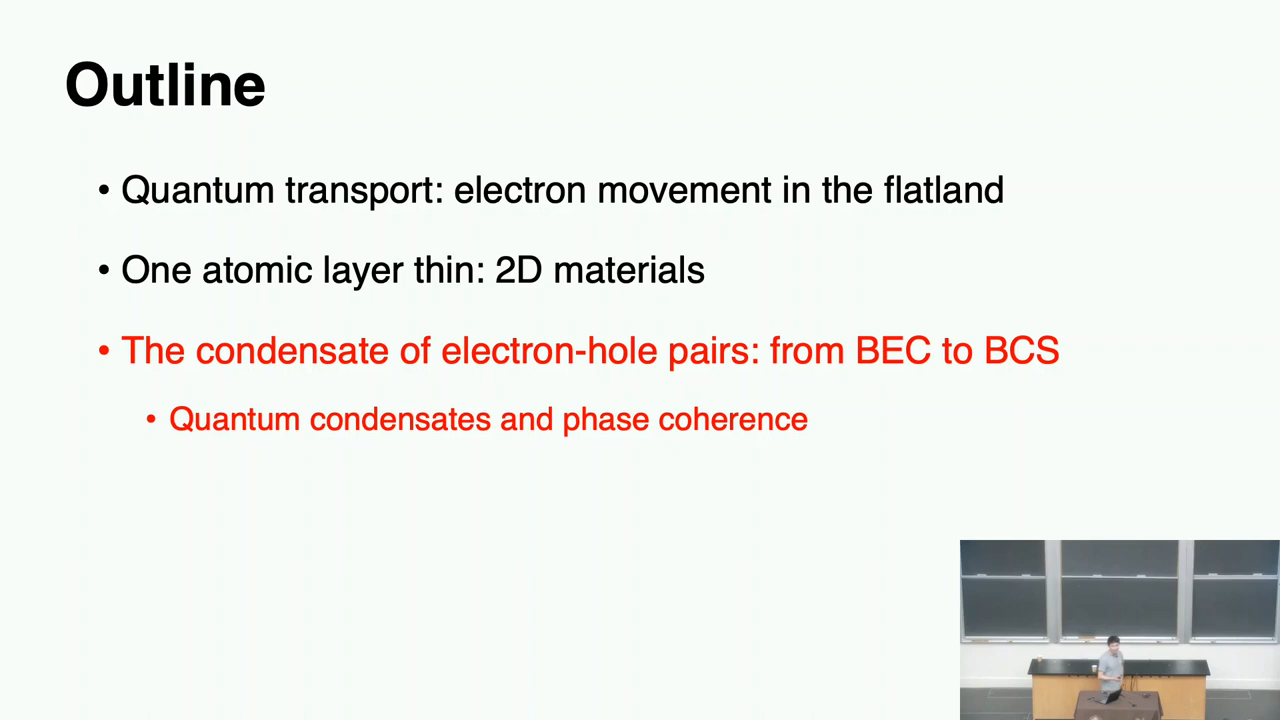 Outline
• Quantum transport: electron movement in the flatland
• One atomic layer thin: 2D materials
• The condensate of electron-hole pairs: from BEC to BCS
• Quantum condensates and phase coherence